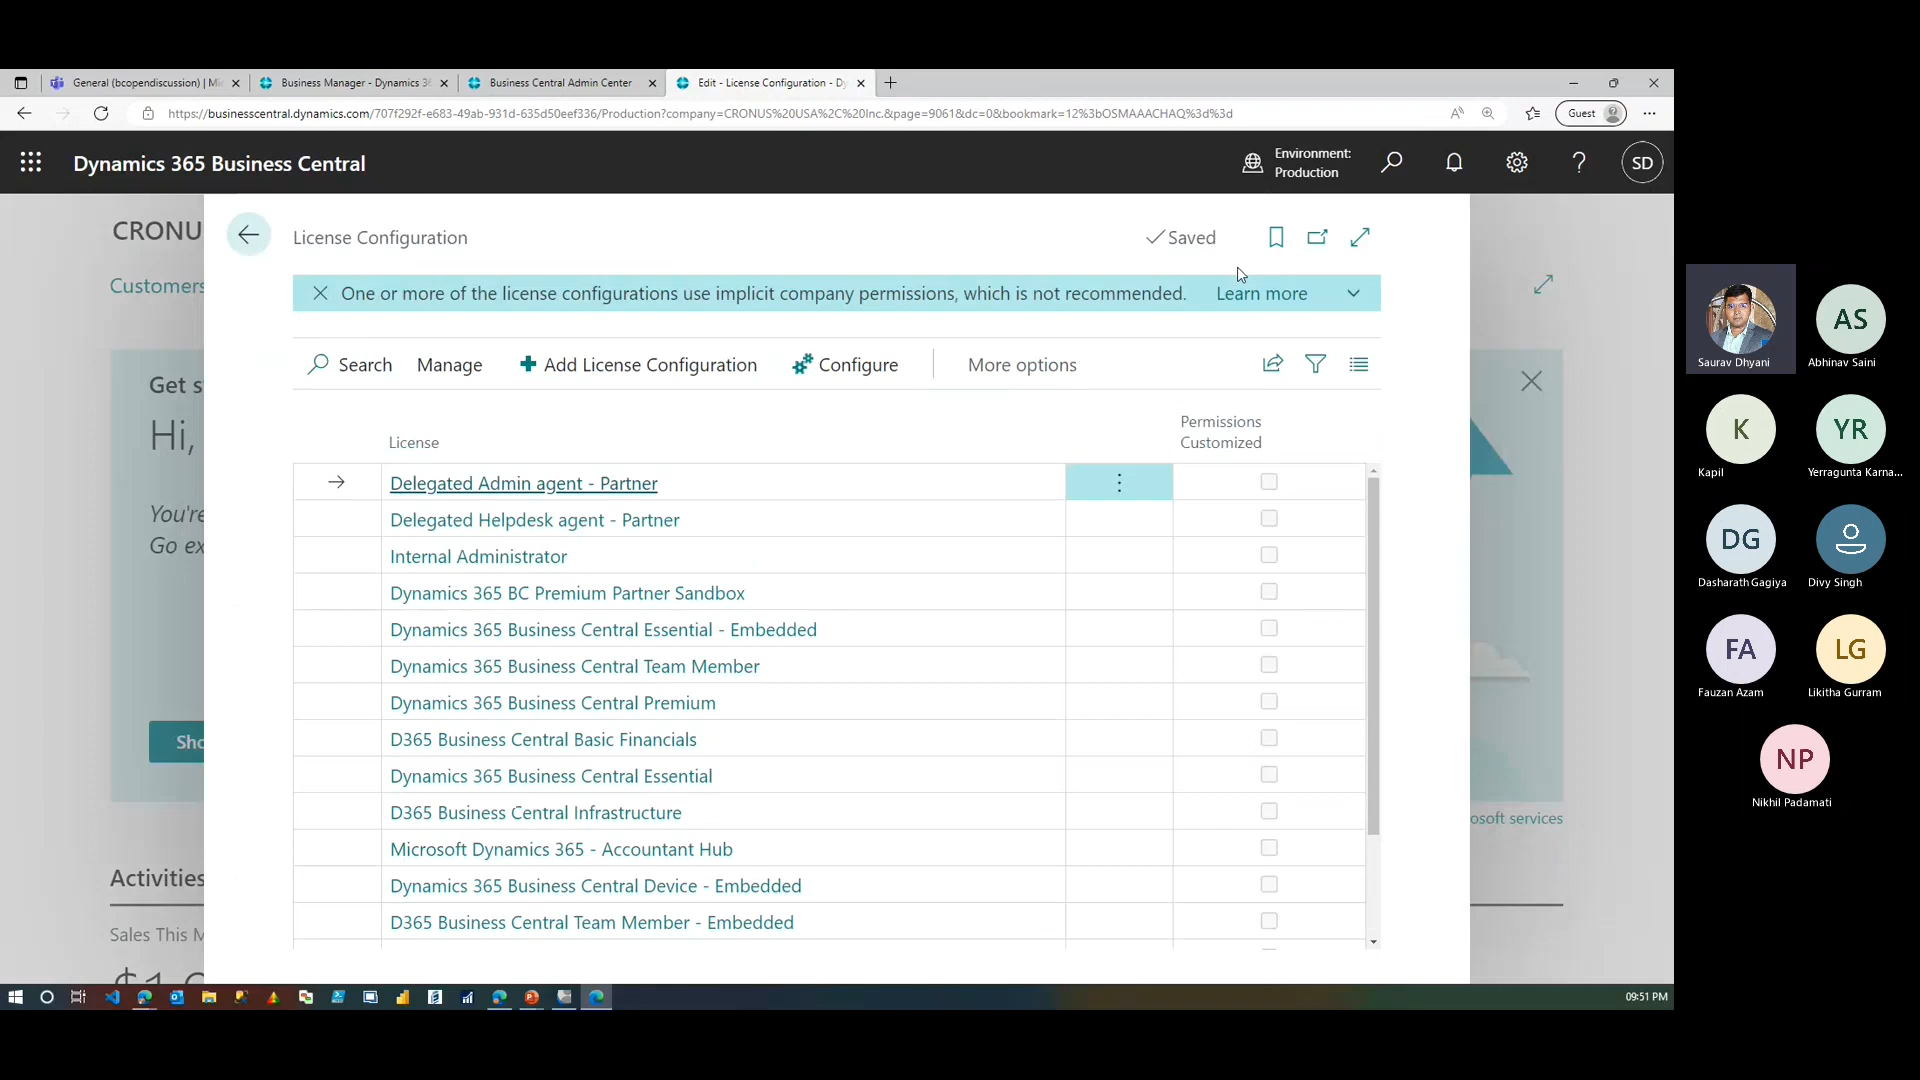 General (bcopendiscussion) | Mi
Business Manager - Dynamics 36
Business Central Admin Center
Edit - License Configuration - Dy
https://businesscentral.dynamics.com/707f292f-e683-49ab-931d-635d50eef336/Production?company=CRONUS%20USA%2C%20Inc.&page=9061&dc=0&bookmark=12%3bOSMAAACHAQ%3d%3d
Guest
Dynamics 365 Business Central
Environment:
Production
SD
CRONU
License Configuration
Saved
Customers
One or more of the license configurations use implicit company permissions, which is not recommended.
Learn more
Search
Manage
Add License Configuration
Configure
More options
Get s
Hi,
You're
Go ex
Sho
osoft services
Activities
Sales This M
License
Permissions
Customized
Delegated Admin agent - Partner
Delegated Helpdesk agent - Partner
Internal Administrator
Dynamics 365 BC Premium Partner Sandbox
Dynamics 365 Business Central Essential - Embedded
Dynamics 365 Business Central Team Member
Dynamics 365 Business Central Premium
D365 Business Central Basic Financials
Dynamics 365 Business Central Essential
D365 Business Central Infrastructure
Microsoft Dynamics 365 - Accountant Hub
Dynamics 365 Business Central Device - Embedded
D365 Business Central Team Member - Embedded
09:51 PM
Saurav Dhyani
AS
Abhinav Saini
K
Kapil
YR
Yerragunta Karna...
DG
Dasharath Gagiya
Divy Singh
FA
Fauzan Azam
LG
Likitha Gurram
NP
Nikhil Padamati